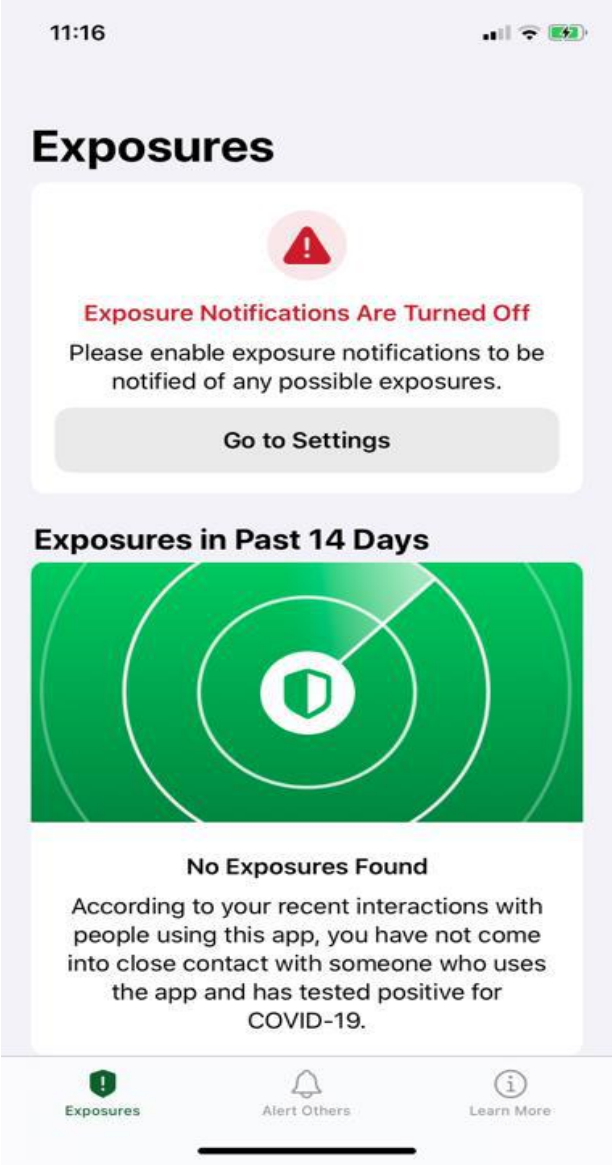 11:16
Exposures
Exposure Notifications Are Turned Off
Please enable exposure notifications to be
notified of any possible exposures.
Go to Settings
Exposures in Past 14 Days
No Exposures Found
According to your recent interactions with
people using this app, you have not come
into close contact with someone who uses
the app and has tested positive for
COVID-19.
Exposures
Alert Others
Learn More